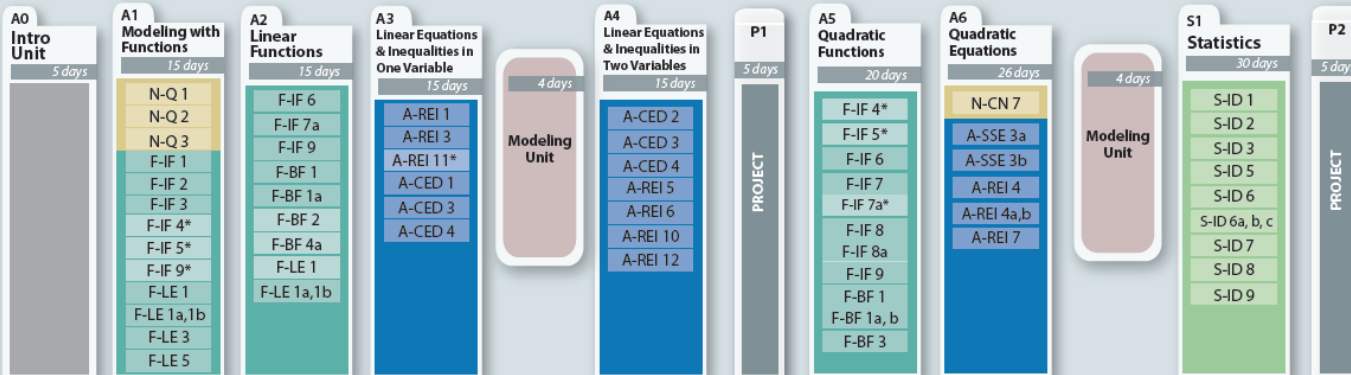 A0
Intro
Unit
5 days
A1
Modeling with
Functions
15 days
N-Q 1
N-Q 2
N-Q 3
F-IF 1
F-IF 2
F-IF 3
F-IF 4*
F-IF 5*
F-IF 9*
F-LE 1
F-LE 1a,1b
F-LE 3
F-LE 5
A2
Linear
Functions
15 days
F-IF 6
F-IF 7a
F-IF 9
F-BF 1
F-BF 1a
F-BF 2
F-BF 4a
F-LE 1
F-LE 1a,1b
A3
Linear Equations
& Inequalities in
One Variable
15 days
A-REI 1
A-REI 3
A-REI 11*
A-CED 1
A-CED 3
A-CED 4
4 days
Modeling
Unit
A4
Linear Equations
& Inequalities in
Two Variables
15 days
A-CED 2
A-CED 3
A-CED 4
A-REI 5
A-REI 6
A-REI 10
A-REI 12
P1
5 days
PROJECT
A5
Quadratic
Functions
20 days
F-IF 4*
F-IF 5*
F-IF 6
F-IF 7
F-IF 7a*
F-IF 8
F-IF 8a
F-IF 9
F-BF 1
F-BF 1a, b
F-BF 3
A6
Quadratic
Equations
26 days
N-CN 7
A-SSE 3a
A-SSE 3b
A-REI 4
A-REI 4a,b
A-REI 7
4 days
Modeling
Unit
S1
Statistics
30 days
S-ID 1
S-ID 2
S-ID 3
S-ID 5
S-ID 6
S-ID 6a, b, c
S-ID 7
S-ID 8
S-ID 9
P2
5 day
PROJECT